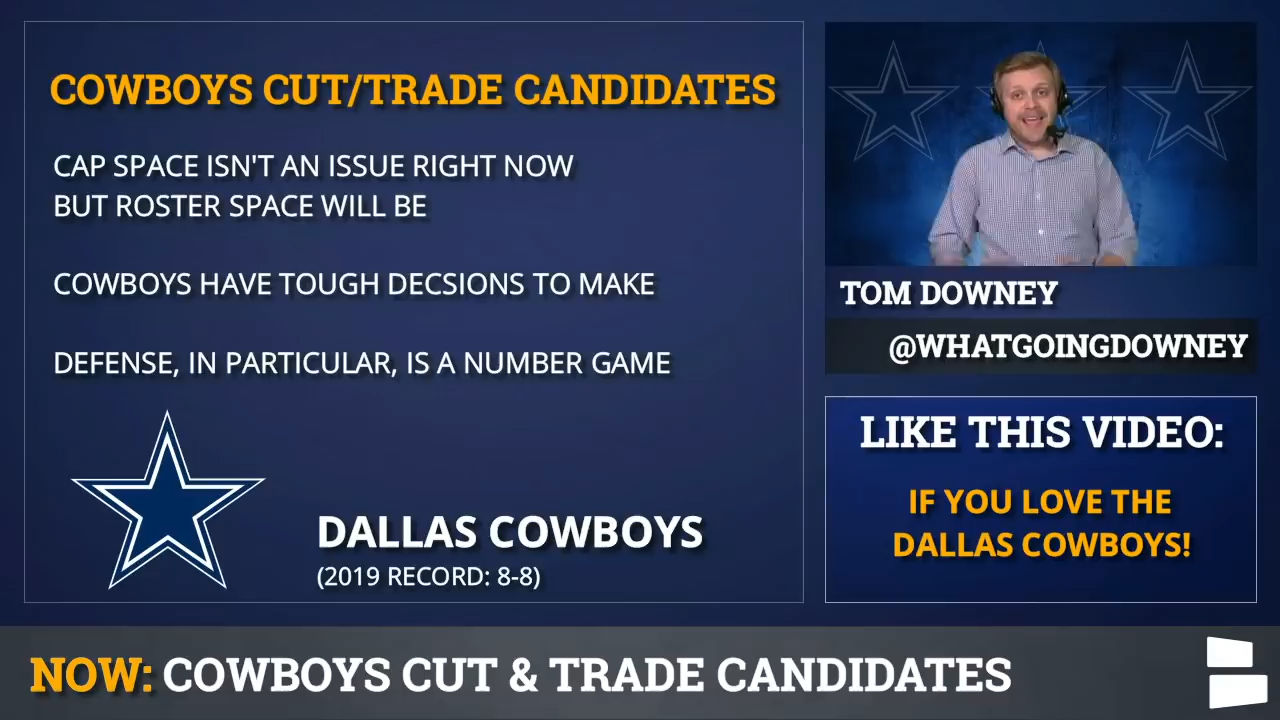 COWBOYS CUT/TRADE CANDIDATES
CAP SPACE ISN'T AN ISSUE RIGHT NOW
BUT ROSTER SPACE WILL BE
COWBOYS HAVE TOUGH DECSIONS TO MAKE
DEFENSE, IN PARTICULAR, IS A NUMBER GAME
DALLAS COWBOYS
(2019 RECORD: 8-8)
TOM DOWNEY
@WHATGOINGDOWNEY
LIKE THIS VIDEO:
IF YOU LOVE THE
DALLAS COWBOYS!
NOW: COWBOYS CUT & TRADE CANDIDATES